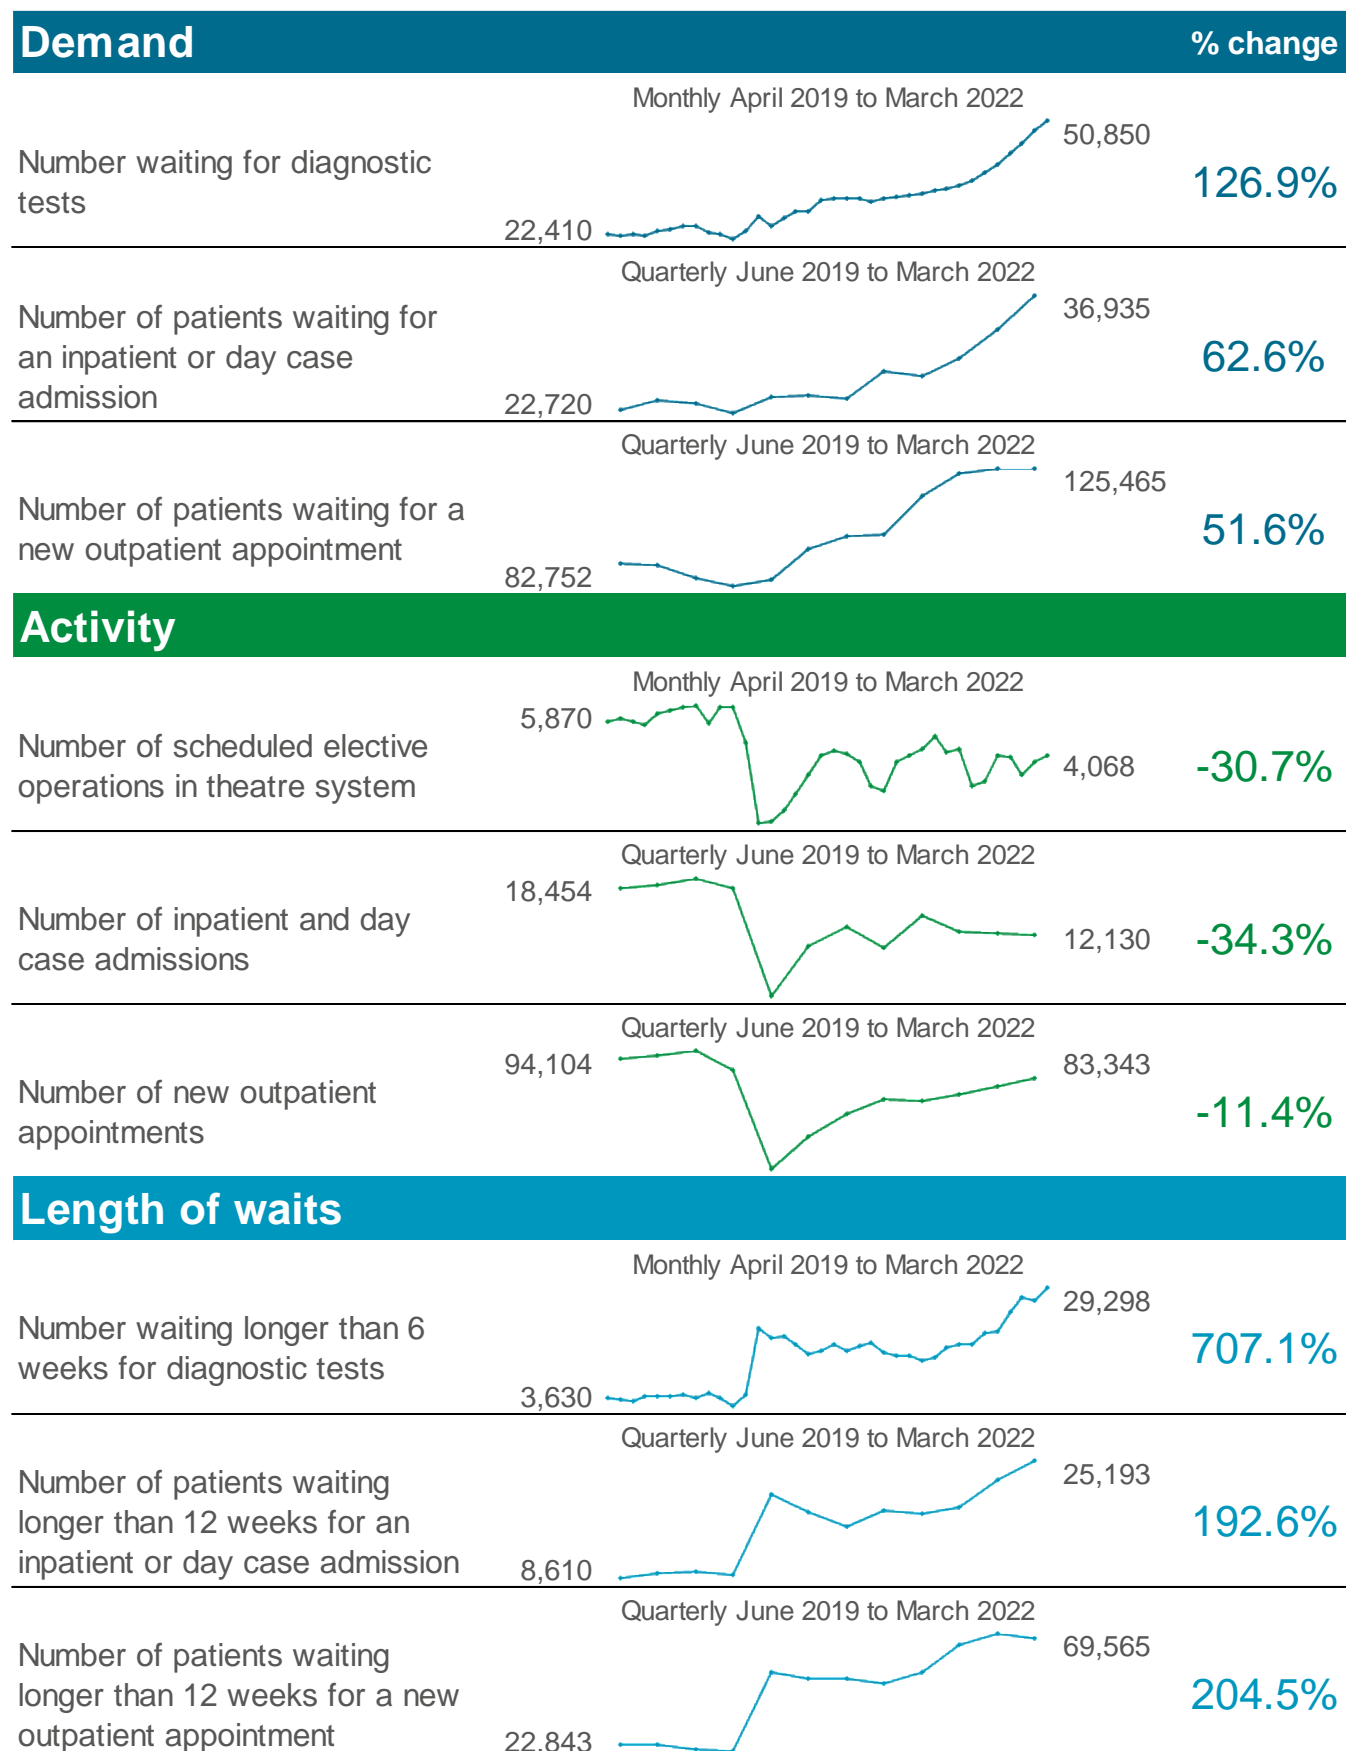 Demand % change
Monthly April 2019 to March 2022
50,850
Number waiting for diagnostic
tests
126.9%
22,410
Quarterly June 2019 to March 2022
36,935
Number of patients waiting for
an inpatient or day case
admission
62.6%
22,720
Quarterly June 2019 to March 2022
125,465
Number of patients waiting for a
new outpatient appointment
51.6%
82,752
Activity
Monthly April 2019 to March 2022
5,870
Number of scheduled elective
operations in theatre system
4,068
-30.7%
Quarterly June 2019 to March 2022
18,454
Number of inpatient and day
case admissions
12,130
-34.3%
Quarterly June 2019 to March 2022
94,104
83,343
Number of new outpatient
appointments
-11.4%
Length of waits
Monthly April 2019 to March 2022
29,298
Number waiting longer than 6
weeks for diagnostic tests
707.1%
3,630
Quarterly June 2019 to March 2022
25,193
Number of patients waiting
longer than 12 weeks for an
inpatient or day case admission
192.6%
8,610
Quarterly June 2019 to March 2022
69,565
Number of patients waiting
longer than 12 weeks for a new
outpatient appointment
204.5%
22,843